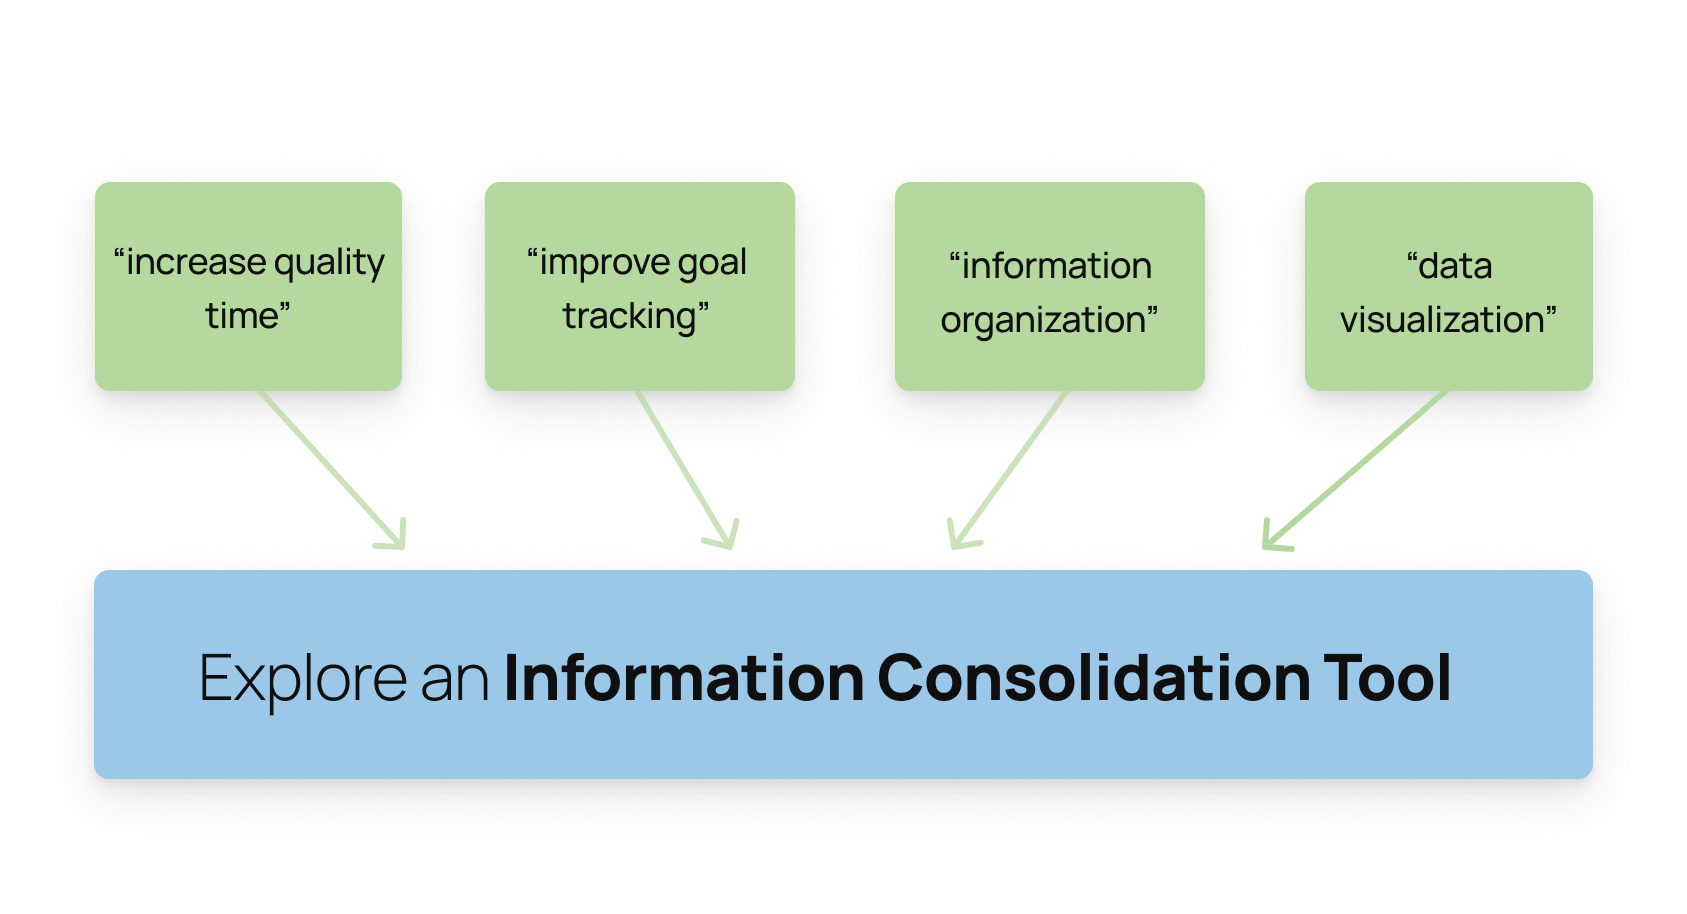 “increase quality
time”
“improve goal
tracking”
“information
organization”
“data
visualization”
Explore an Information Consolidation Tool